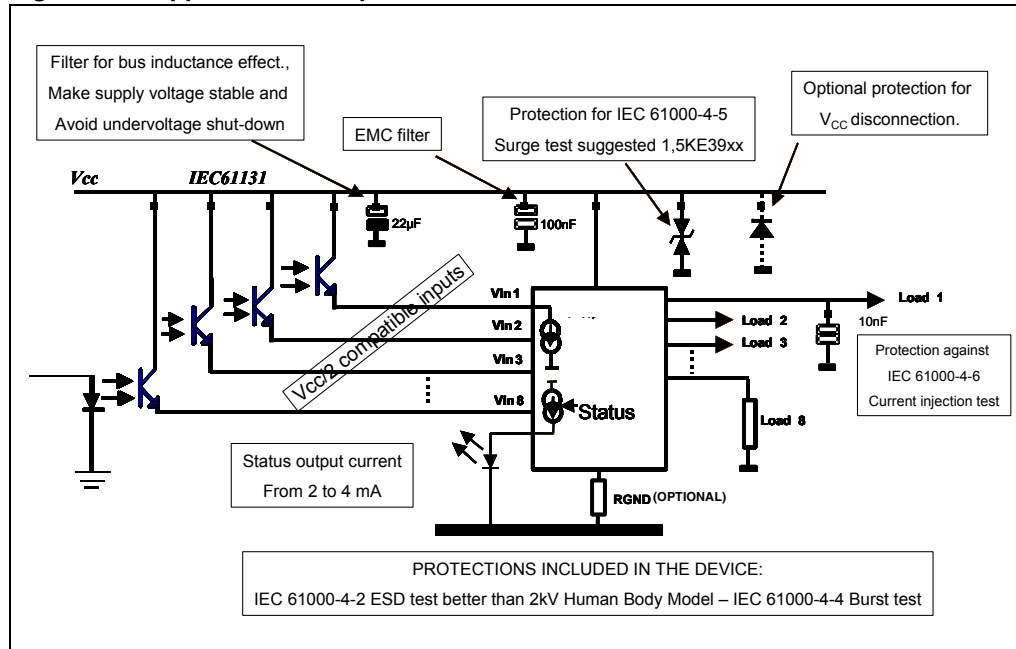 Filter for bus inductance effect.,
Make supply voltage stable and
Avoid undervoltage shut-down
EMC filter
Protection for IEC 61000-4-5
Surge test suggested 1,5KE39xx
Optional protection for
VCC disconnection.
Vcc
IEC61131
22µF
100nF
Vcc/2 compatible inputs
Vin 1
Vin 2
Vin 3
Vin 8
Status
Load 1
Load 2
Load 3
10nF
Protection against
IEC 61000-4-6
Current injection test
Load 8
Status output current
From 2 to 4 mA
RGND (OPTIONAL)
PROTECTIONS INCLUDED IN THE DEVICE:
IEC 61000-4-2 ESD test better than 2kV Human Body Model – IEC 61000-4-4 Burst test